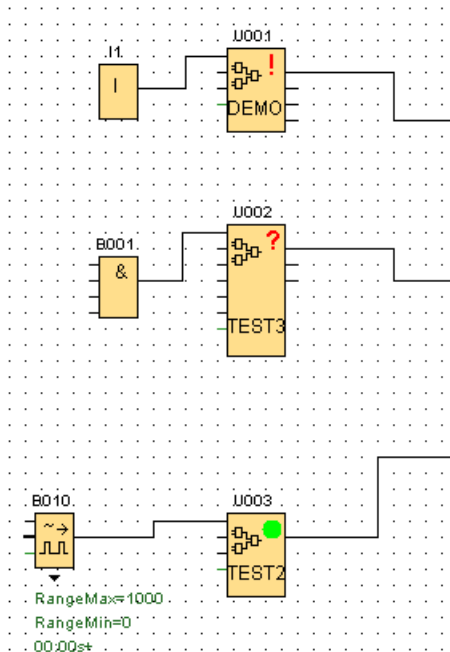 I1
I
U001
!
DEMO
B001
&
U002
?
TEST3
B010
~→
U003
TEST2
RangeMax=1000
RangeMin=0
00:00s+